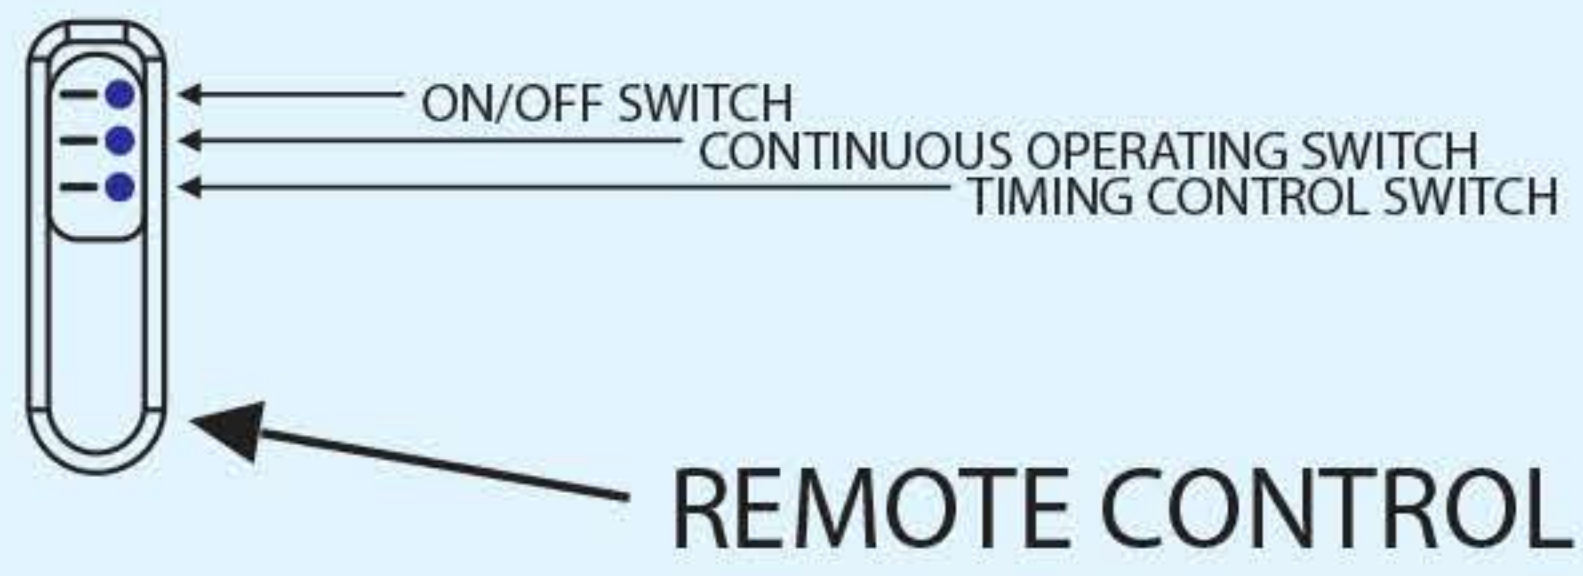 ON/OFF SWITCH
CONTINUOUS OPERATING SWITCH
TIMING CONTROL SWITCH
REMOTE CONTROL